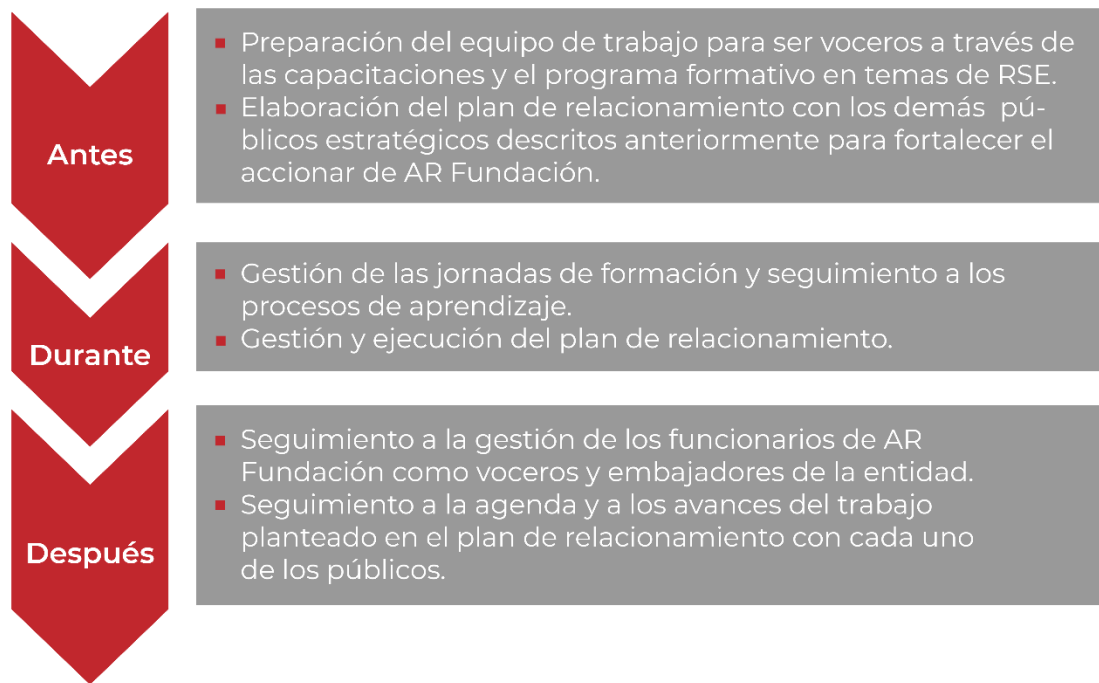 Antes
▪ Preparación del equipo de trabajo para ser voceros a través de
las capacitaciones y el programa formativo en temas de RSE.
▪ Elaboración del plan de relacionamiento con los demás pú-
blicos estratégicos descritos anteriormente para fortalecer el
accionar de AR Fundación.
Durante
▪ Gestión de las jornadas de formación y seguimiento a los
procesos de aprendizaje.
▪ Gestión y ejecución del plan de relacionamiento.
Después
▪ Seguimiento a la gestión de los funcionarios de AR
Fundación como voceros y embajadores de la entidad.
▪ Seguimiento a la agenda y a los avances del trabajo
planteado en el plan de relacionamiento con cada uno
de los públicos.